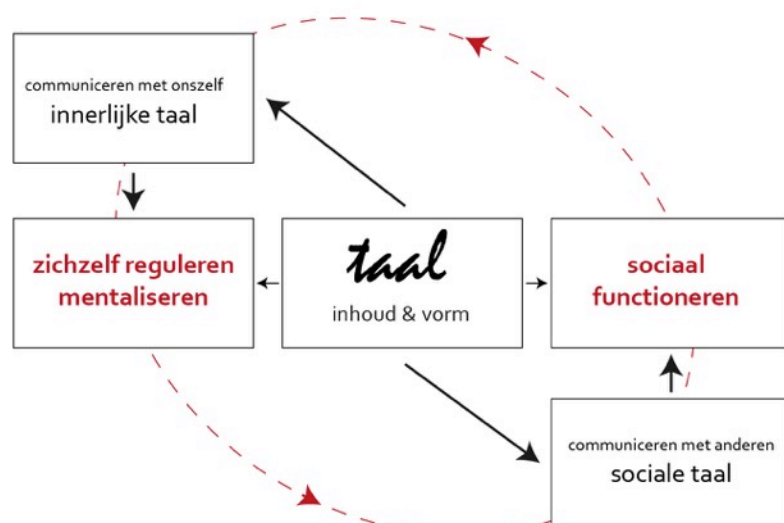 communiceren met onszelf
innerlijke taal
zichzelf reguleren
mentaliseren
taal
inhoud & vorm
sociaal
functioneren
communiceren met anderen
sociale taal